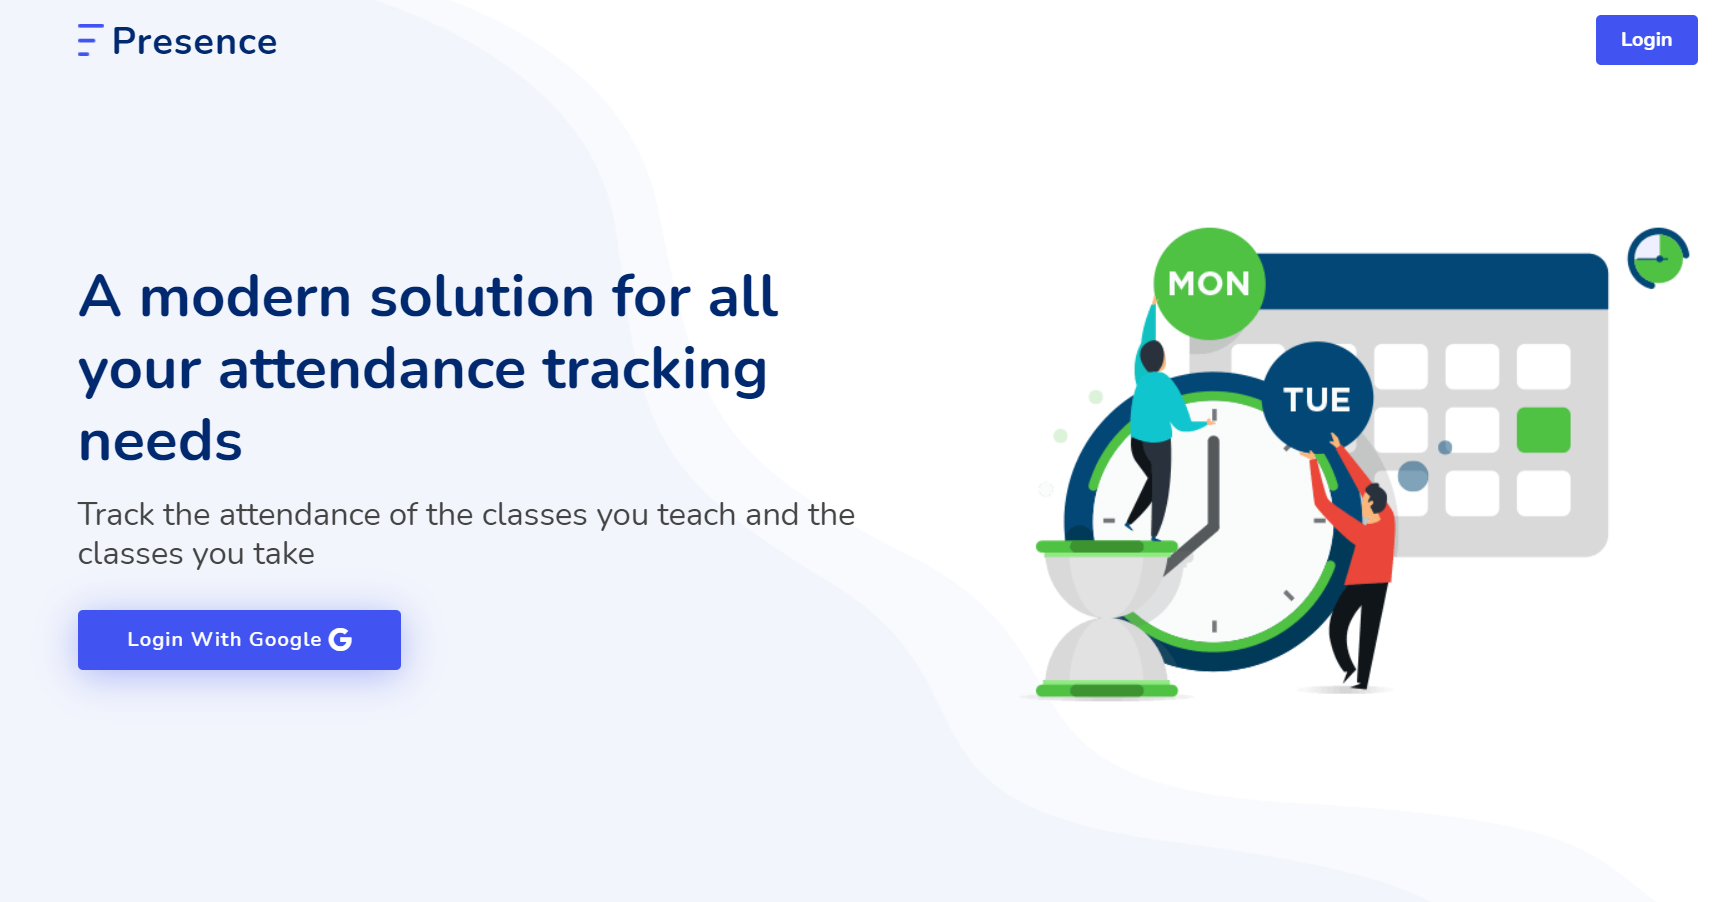 Presence
Login
A modern solution for all
your attendance tracking
needs
Track the attendance of the classes you teach and the
classes you take
Login With Google G
MON
TUE